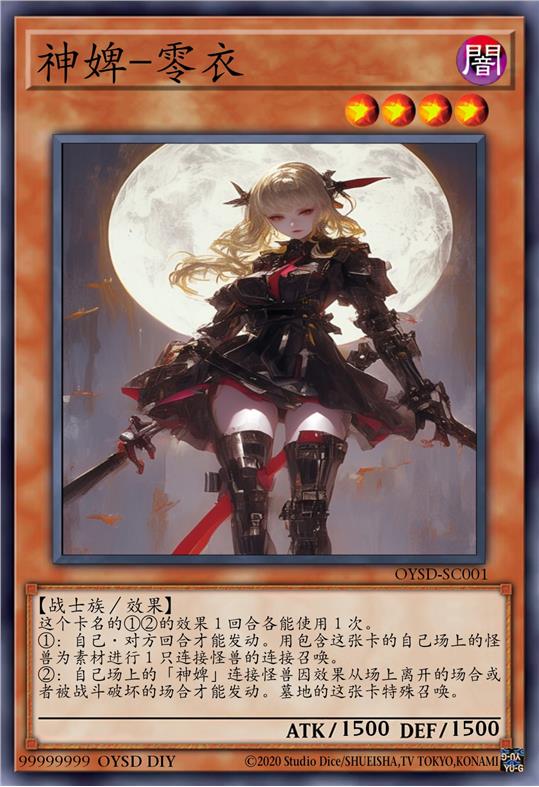 神婢-零衣
闇
OYSD-SC001
【战士族／效果】
这个卡名的①②的效果1回合各能使用1次。
①：自己·对方回合才能发动。用包含这张卡的自己场上的怪
兽为素材进行1只连接怪兽的连接召唤。
②：自己场上的「神婢」连接怪兽因效果从场上离开的场合或
者被战斗破坏的场合才能发动。墓地的这张卡特殊召唤。
ATK/1500 DEF/1500
99999999 OYSD DIY ©2020 Studio Dice/SHUEISHA,TV TOKYO,KONAMI